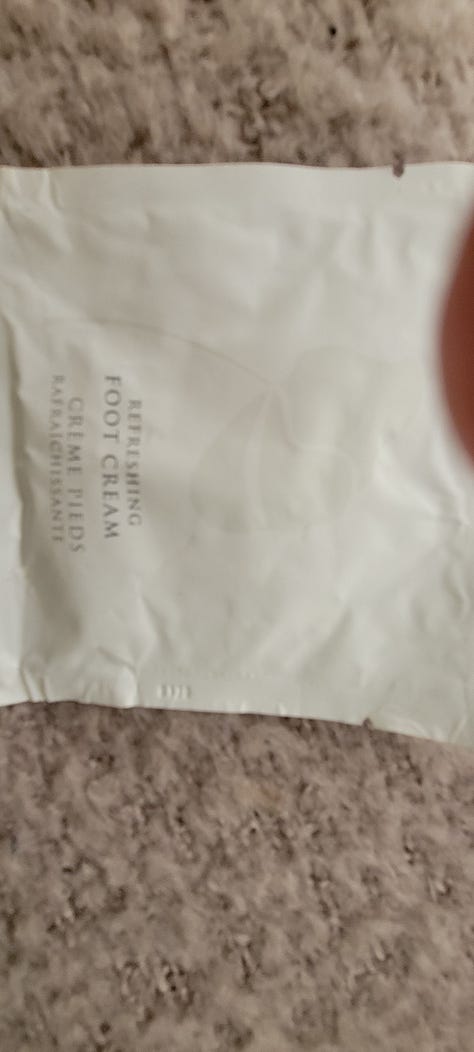 REFRESHING
FOOT CREAM
CRÈME PIEDS
RAFRAÎCHISSANTE